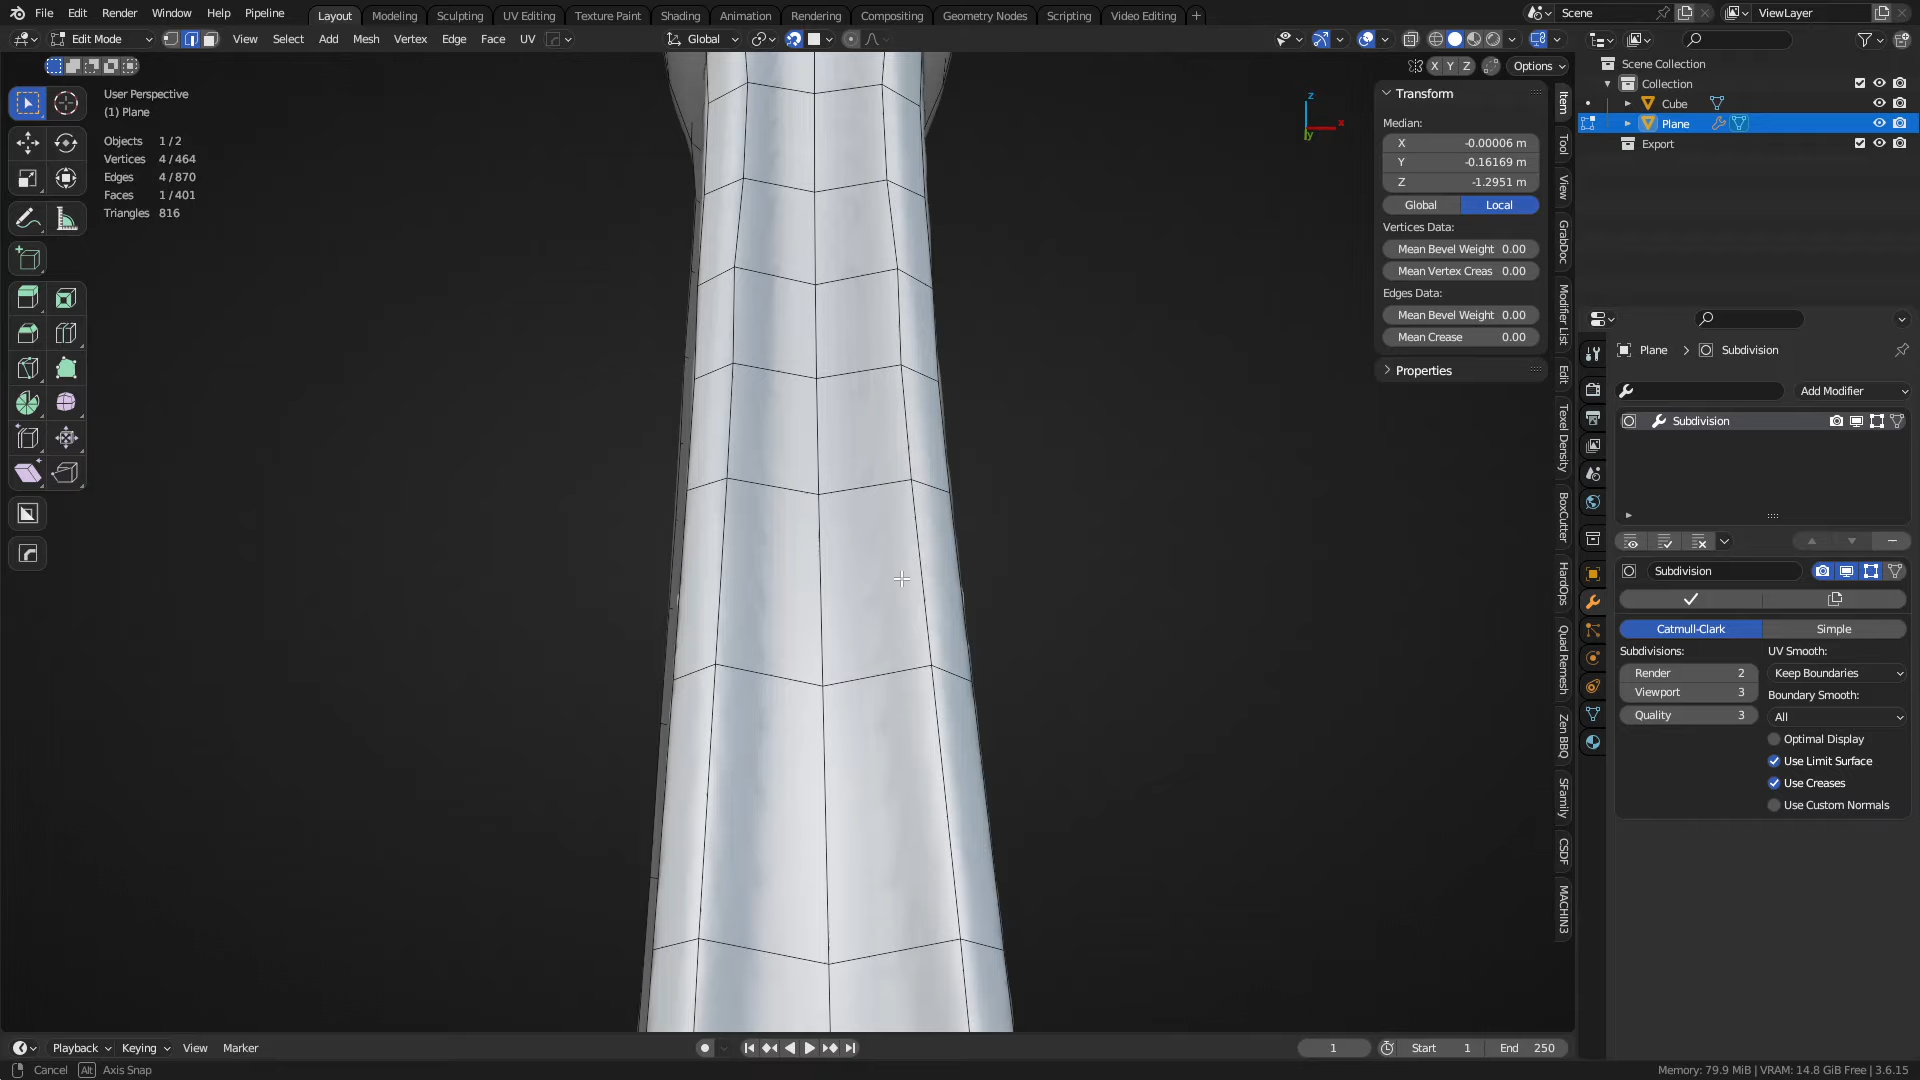 File Edit Render Window Help Pipeline Layout Modeling Sculpting UV Editing Texture Paint Shading Animation Rendering Compositing Geometry Nodes Scripting Video Editing + Scene ViewLayer
Edit Mode View Select Add Mesh Vertex Edge Face UV Global
X Y Z Options
User Perspective
(1) Plane
Objects 1 / 2
Vertices 4 / 464
Edges 4 / 870
Faces 1 / 401
Triangles 816
z
x
y
Transform
Median:
X -0.00006 m
Y -0.16169 m
Z -1.2951 m
Global Local
Vertices Data:
Mean Bevel Weight 0.00
Mean Vertex Creas 0.00
Edges Data:
Mean Bevel Weight 0.00
Mean Crease 0.00
Properties
Item
Tool
View
GrabDoc
Modifier List
Edit
Texel Density
BoxCutter
HardOps
Quad Remesh
Zen BBQ
SFamily
CSDF
MACHIN3
Scene Collection
Collection
Cube
Plane
Export
Plane Subdivision
Add Modifier
Subdivision
Subdivision
Catmull-Clark Simple
Subdivisions: UV Smooth:
Render 2 Keep Boundaries
Viewport 3 Boundary Smooth:
Quality 3 All
Optimal Display
Use Limit Surface
Use Creases
Use Custom Normals
Playback Keying View Marker 1 Start 1 End 250
Cancel Alt Axis Snap Memory: 79.9 MiB | VRAM: 14.8 GiB Free | 3.6.15